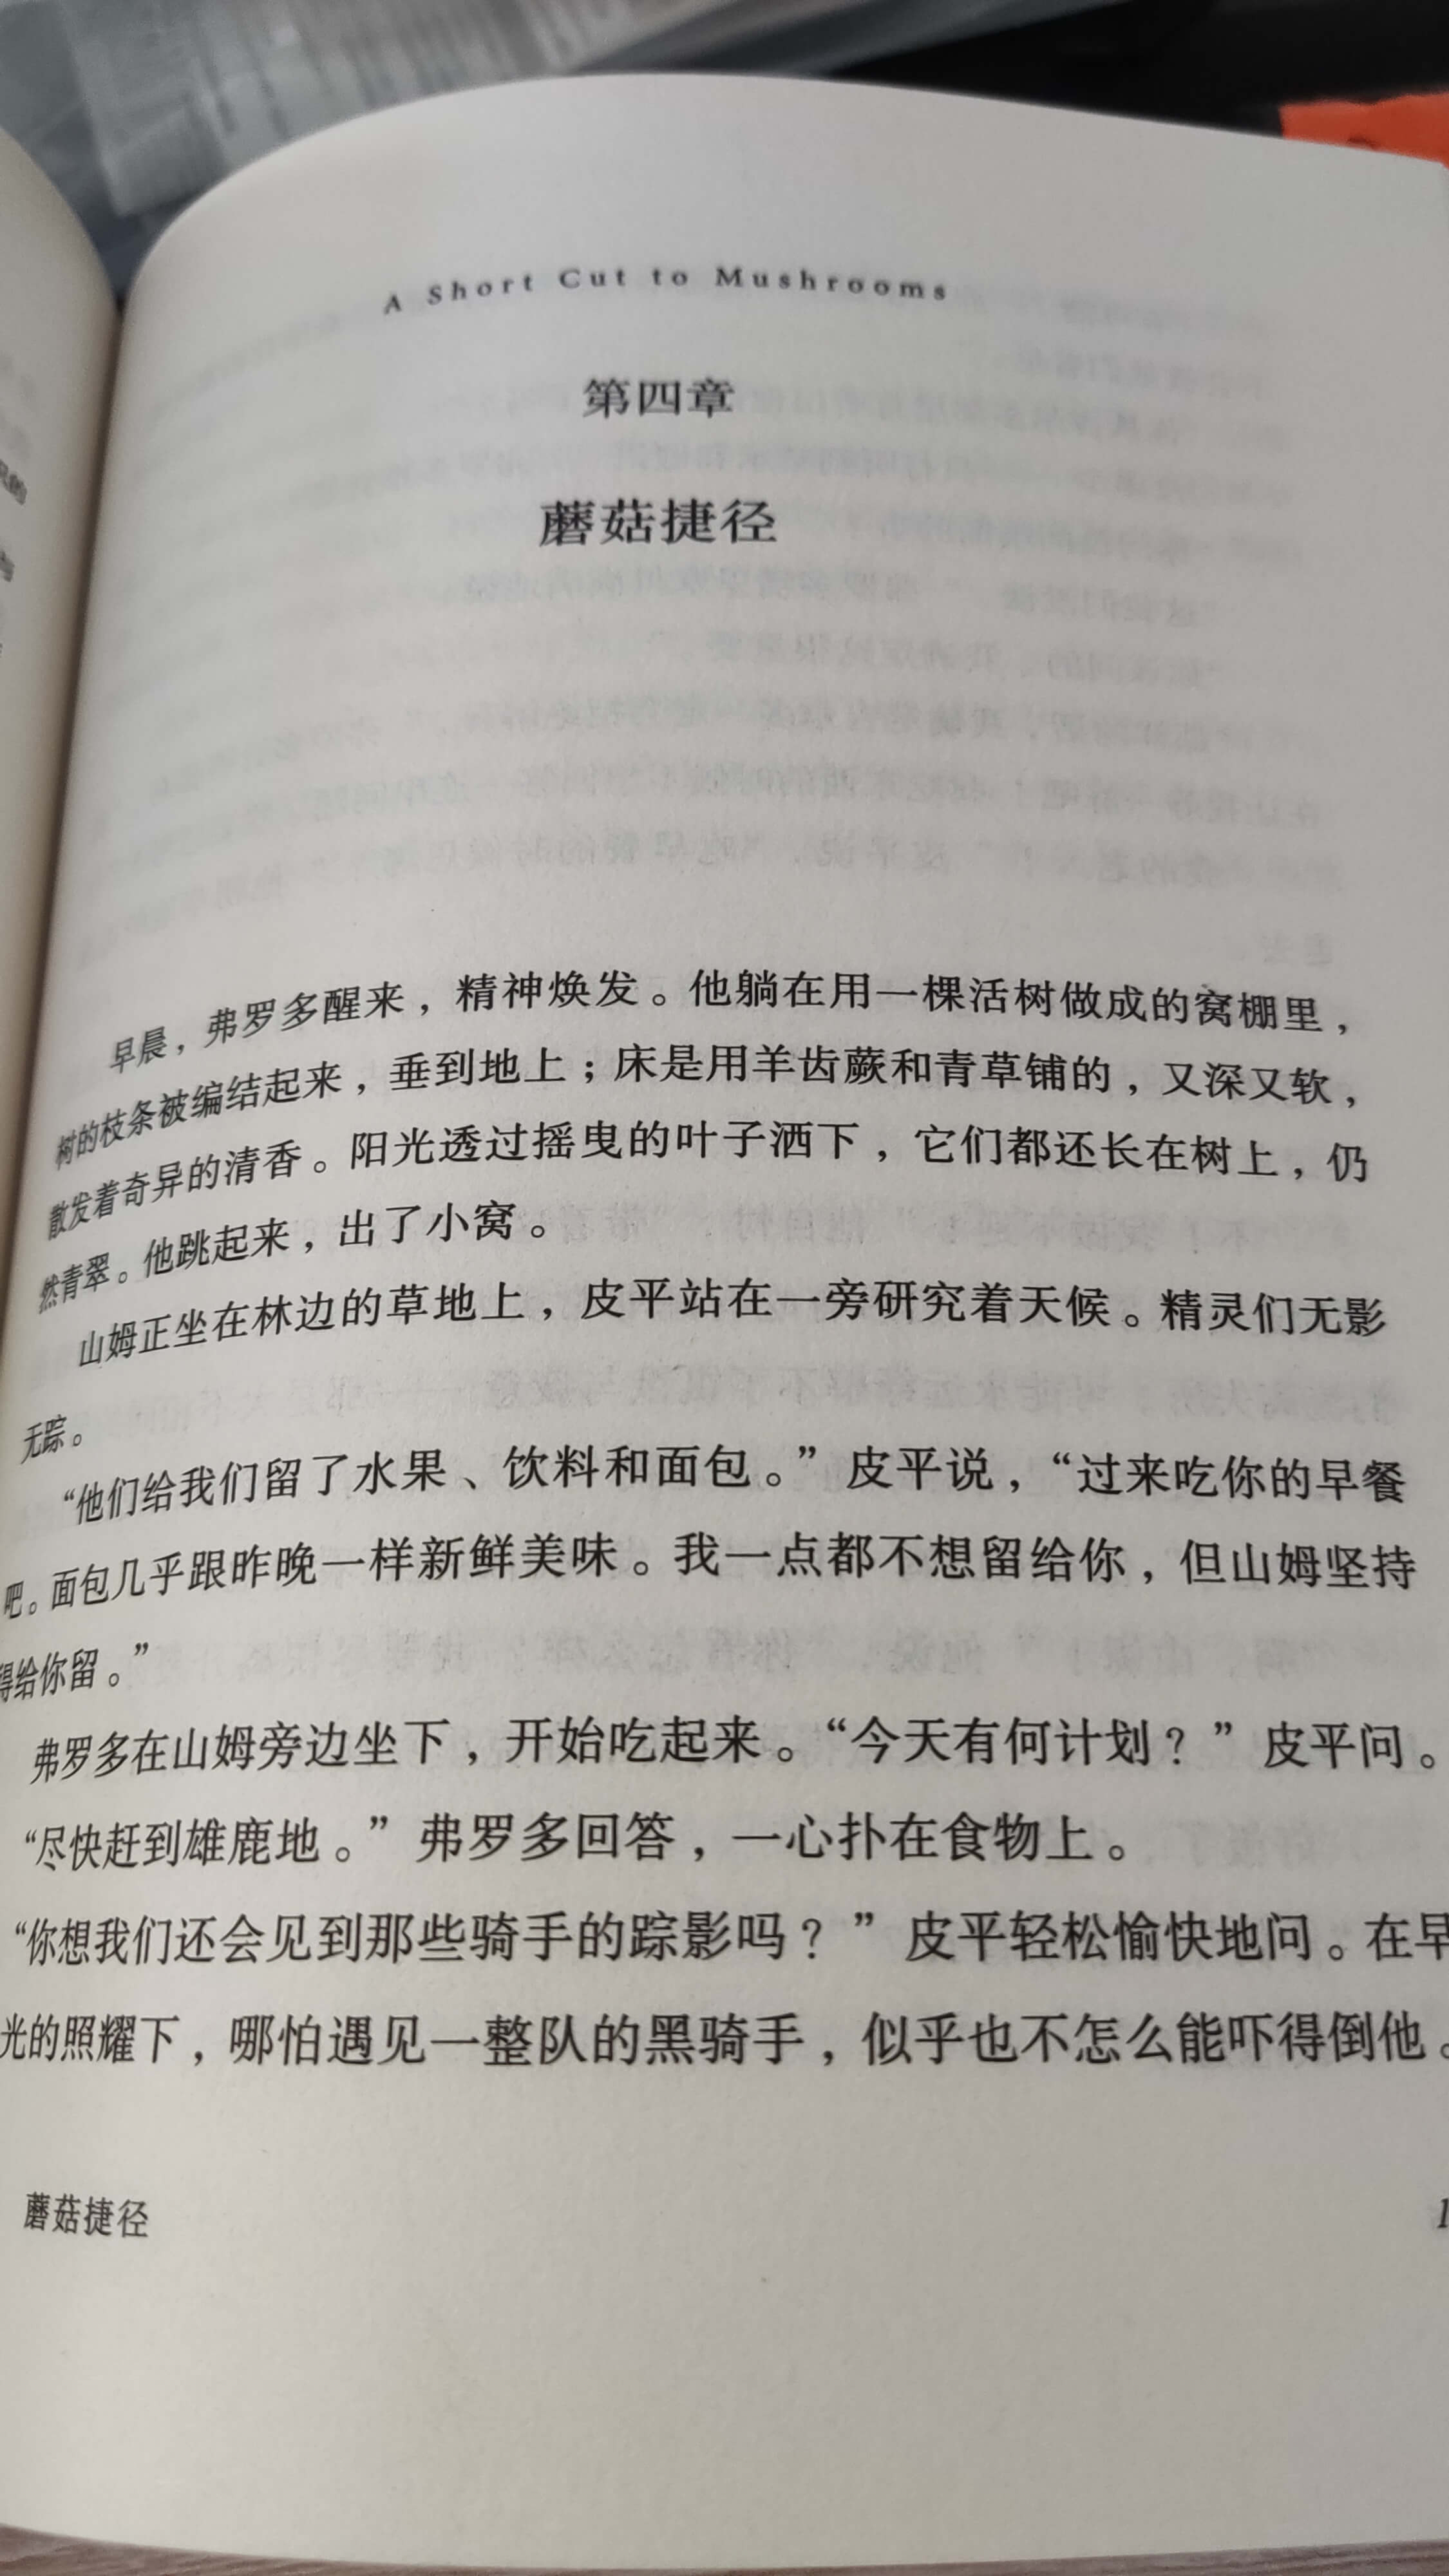 A Short Cut to Mushrooms
第四章
蘑菇捷径
早晨，弗罗多醒来，精神焕发。他躺在用一棵活树做成的窝棚里，
树的枝条被编结起来，垂到地上；床是用羊齿蕨和青草铺的，又深又软，
散发着奇异的清香。阳光透过摇曳的叶子洒下，它们都还长在树上，仍
然青翠。他跳起来，出了小窝。
山姆正坐在林边的草地上，皮平站在一旁研究着天候。精灵们无影
无踪。
“他们给我们留了水果、饮料和面包。”皮平说，“过来吃你的早餐
吧。面包几乎跟昨晚一样新鲜美味。我一点都不想留给你，但山姆坚持
得给你留。”
弗罗多在山姆旁边坐下，开始吃起来。“今天有何计划？”皮平问。
“尽快赶到雄鹿地。”弗罗多回答，一心扑在食物上。
“你想我们还会见到那些骑手的踪影吗？”皮平轻松愉快地问。在早
光的照耀下，哪怕遇见一整队的黑骑手，似乎也不怎么能吓得倒他。
蘑菇捷径
1